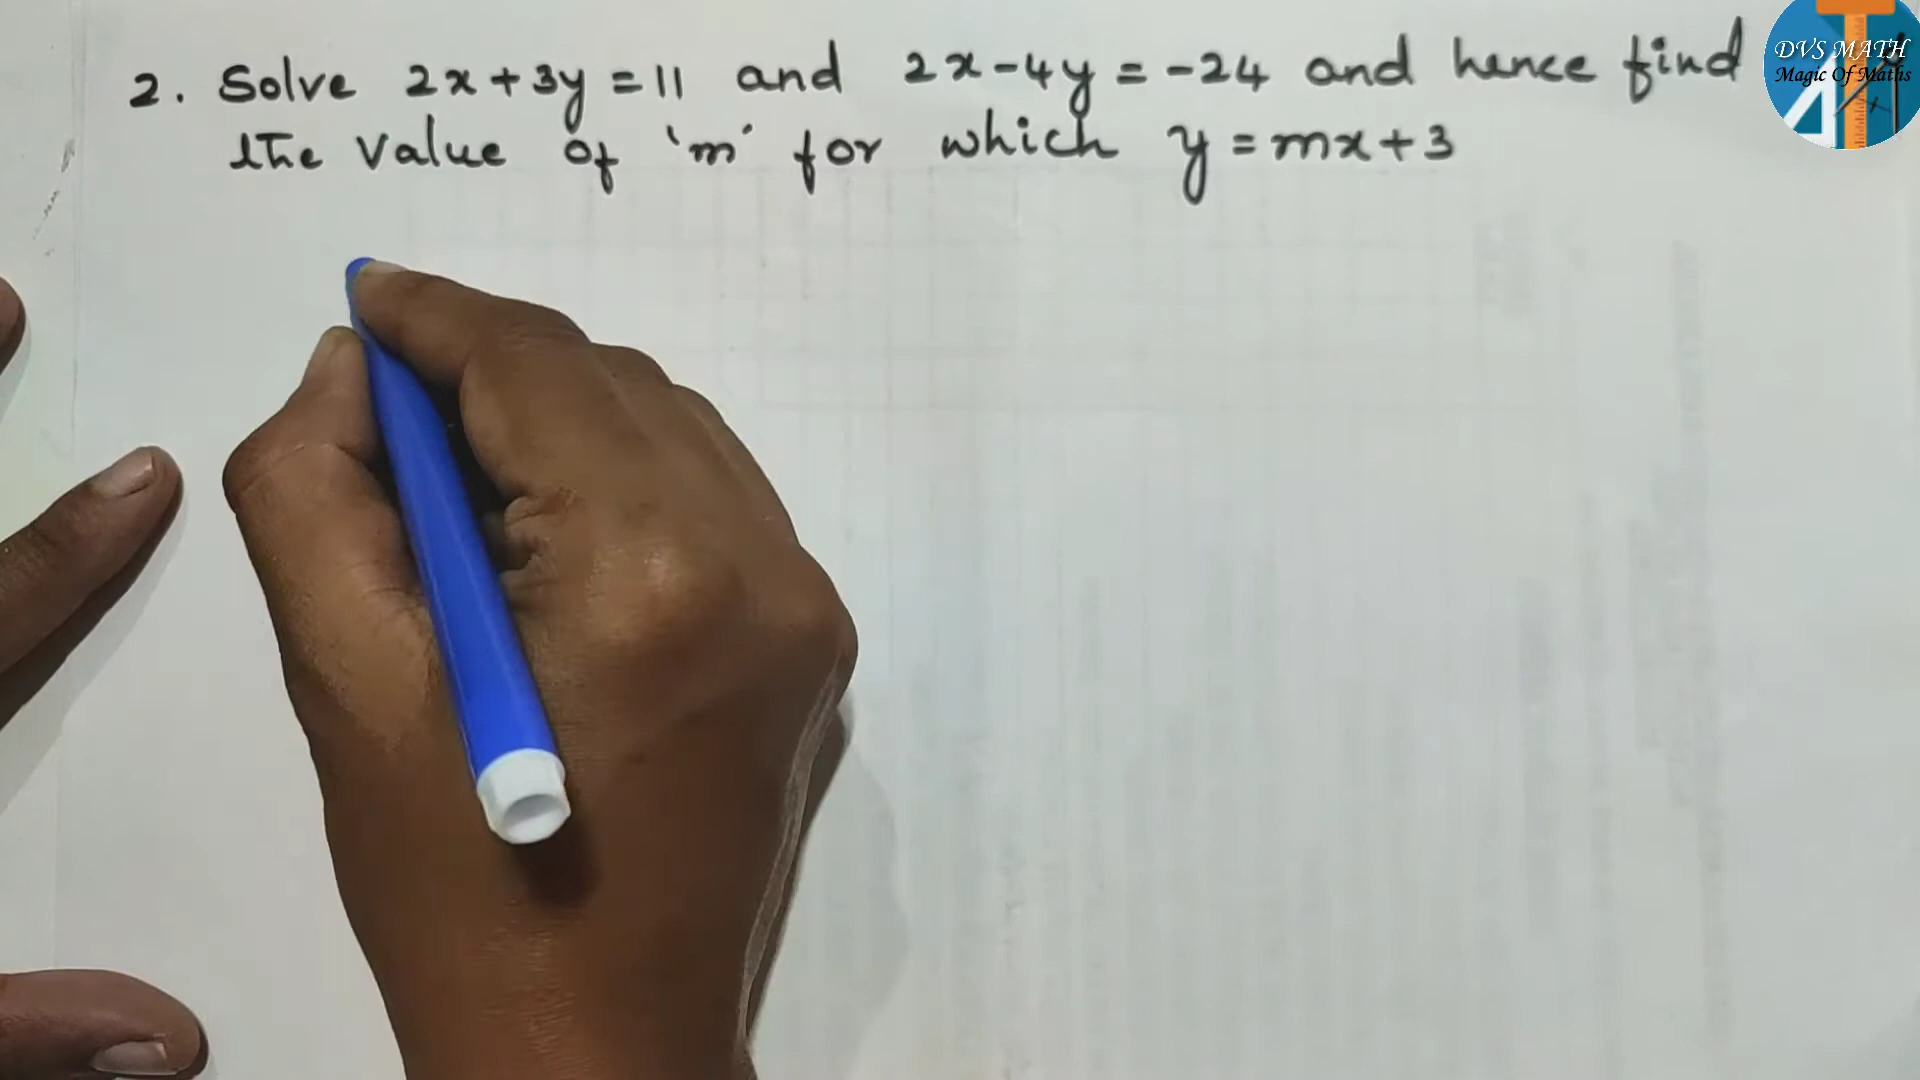 2. Solve 2x+3y=11 and 2x-4y=-24 and hence find
the value of 'm' for which y=mx+3
DVS MATH
Magic Of Maths